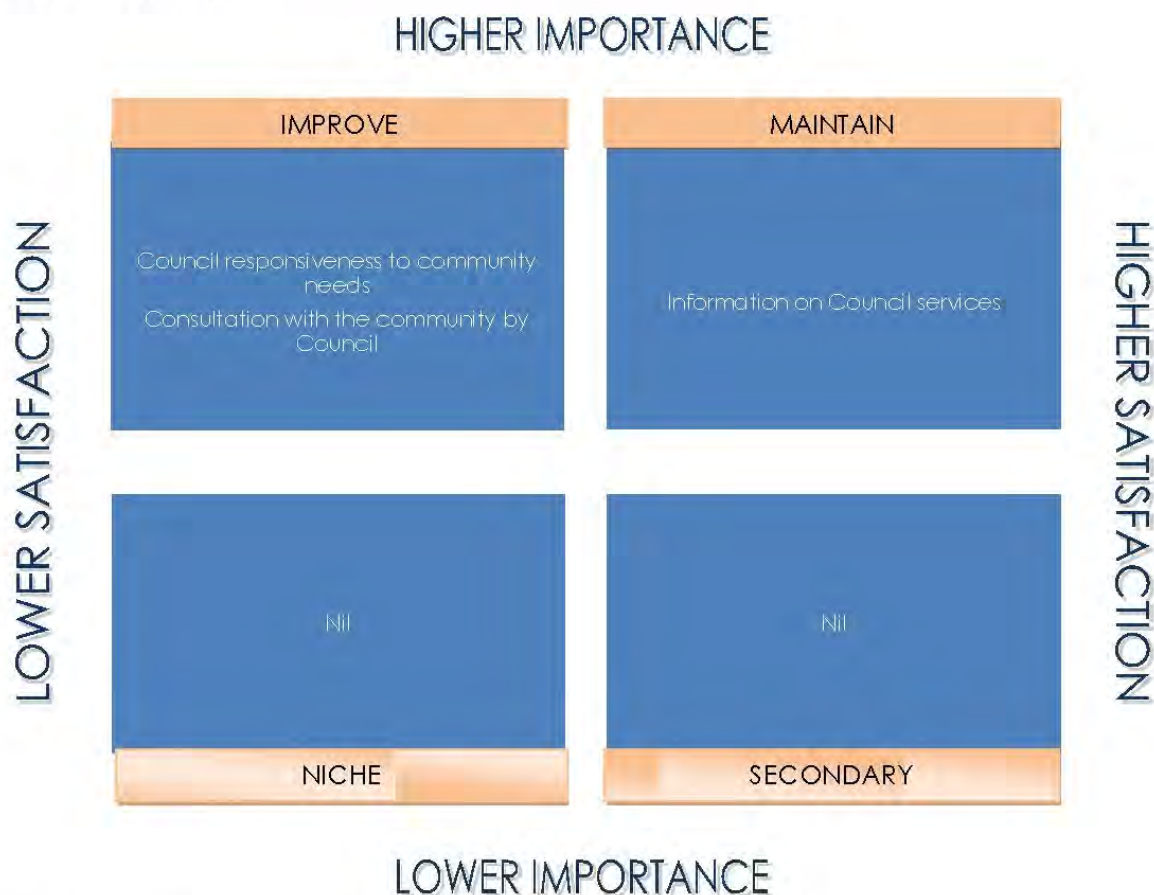 HIGHER IMPORTANCE
IMPROVE
MAINTAIN
LOWER SATISFACTION
Council responsiveness to community
needs
Consultation with the community by
Council
Information on Council services
HIGHER SATISFACTION
Nil
Nil
NICHE
SECONDARY
LOWER IMPORTANCE